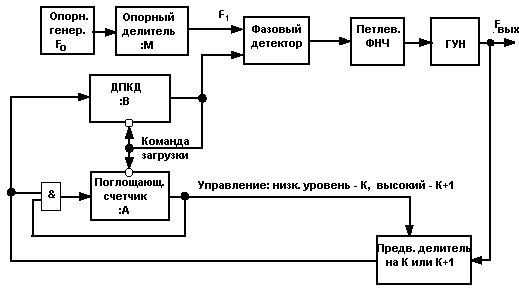 Опорн.
генер.
F0
Опорный
делитель
:М
F1
Фазовый
детектор
Петлев.
ФНЧ
ГУН
Fвых
ДПКД
:В
Команда
загрузки
&
Поглощающ.
счетчик
:А
Управление: низк. уровень - К, высокий - К+1
Предв. делитель
на К или К+1